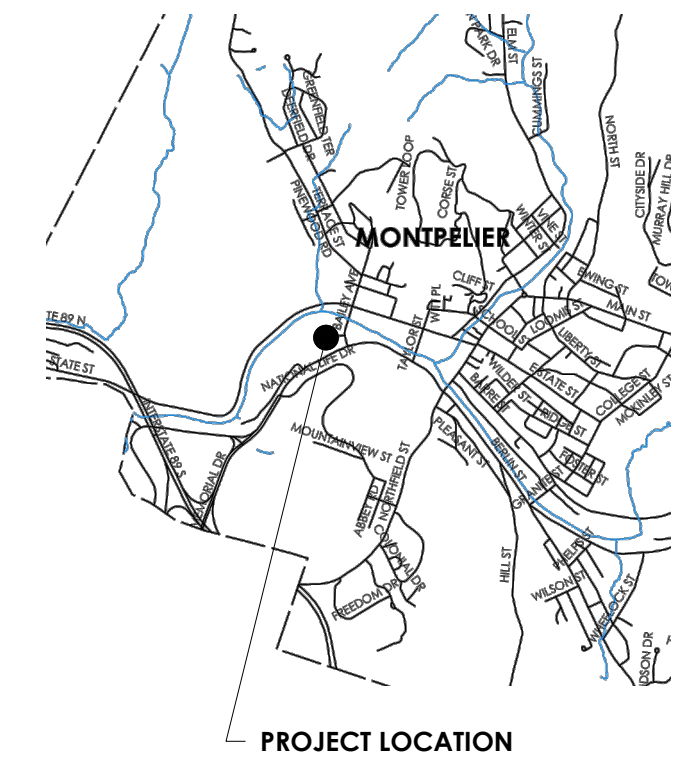 ELM ST
PARK DR
CUMMINGS ST
NORTH ST
GREENFIELD TER
DEERFIELD DR
TOWER LOOP
CORSE ST
CITYSIDE DR
MURRAY HILL DR
PINEWOOD RD
TERRACE ST
VINE ST
WINTER ST
MONTPELIER
EWING ST
CLIFF ST
MAIN ST
BAILEY AVE
LOOMIS ST
SCHOOL ST
LIBERTY ST
TE 89 N
STATE ST
TAYLOR ST
NATIONAL LIFE DR
E STATE ST
COLLEGE ST
MCKINLEY ST
WILDER ST
BARRE ST
RIDGE ST
INTERSTATE 89 S
MOUNTAINVIEW ST
PLEASANT ST
BERLIN ST
FOSTER ST
GRANITE ST
MEMORIAL DR
ABBEY RD
NORTHFIELD ST
COLONIAL DR
FREEDOM DR
HILL ST
PHELPS ST
WILSON ST
WHEELOCK ST
DSON DR
PROJECT LOCATION